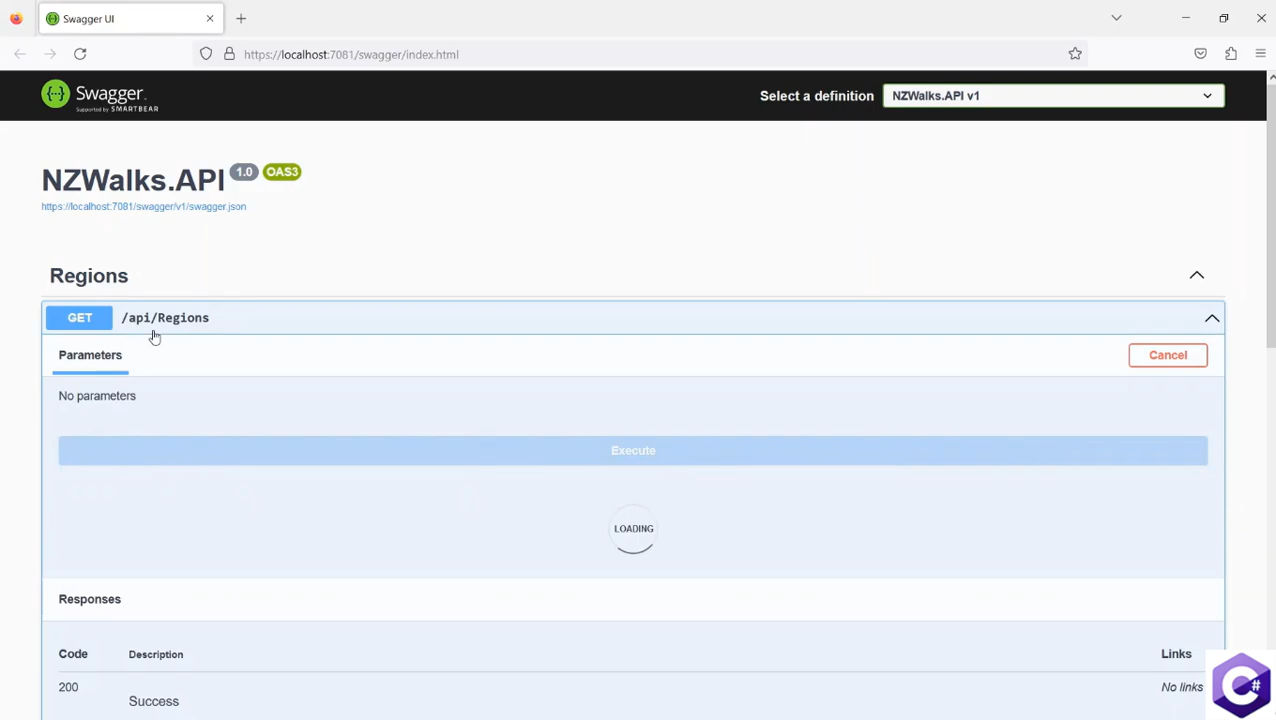 Swagger UI
https://localhost:7081/swagger/index.html
Swagger
Supported by SMARTBEAR
Select a definition
NZWalks.API v1
NZWalks.API 1.0 OAS3
https://localhost:7081/swagger/v1/swagger.json
Regions
GET /api/Regions
Parameters
Cancel
No parameters
Execute
LOADING
Responses
Code Description Links
200 No links
Success
C#